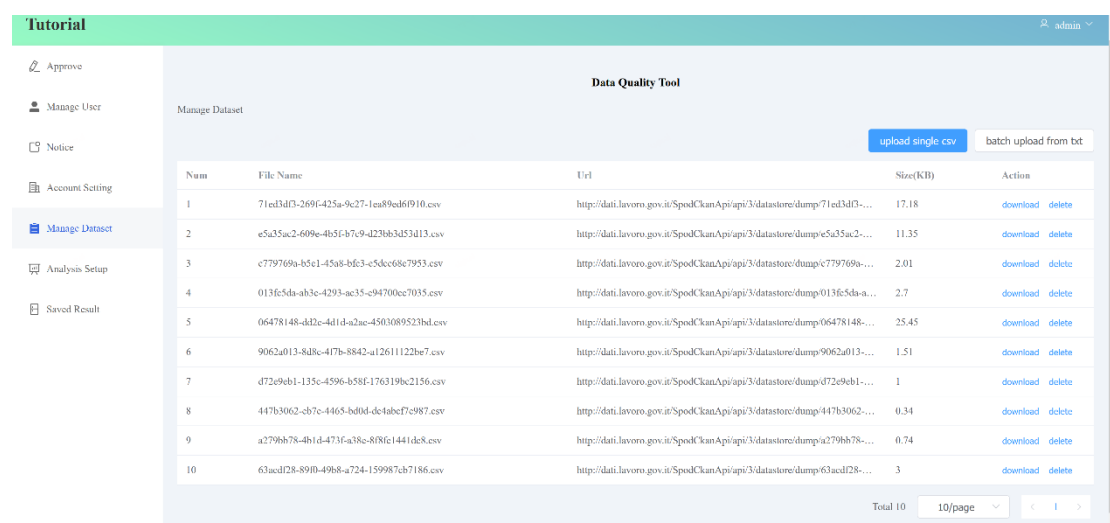 Tutorial
admin
Approve
Manage User
Notice
Account Setting
Manage Dataset
Analysis Setup
Saved Result
Data Quality Tool
Manage Dataset
upload single csv batch upload from txt
Num File Name Url Size(KB) Action
1 71ed3df3-269f-425a-9c27-1ea89ed6f910.csv http://dati.lavoro.gov.it/SpodCkanApi/api/3/datastore/dump/71ed3df3-... 17.18 download delete
2 e5a35ac2-609e-4b5f-b7c9-d23bb3d53d13.csv http://dati.lavoro.gov.it/SpodCkanApi/api/3/datastore/dump/e5a35ac2-... 11.35 download delete
3 c779769a-b5c1-45a8-bfc3-c5dcc68c7953.csv http://dati.lavoro.gov.it/SpodCkanApi/api/3/datastore/dump/c779769a-... 2.01 download delete
4 013fc5da-ab3c-4293-ac35-c94700cc7035.csv http://dati.lavoro.gov.it/SpodCkanApi/api/3/datastore/dump/013fc5da-a... 2.7 download delete
5 06478148-dd2c-4d1d-a2ac-4503089523bd.csv http://dati.lavoro.gov.it/SpodCkanApi/api/3/datastore/dump/06478148-... 25.45 download delete
6 9062a013-8d8c-4f7b-8842-a12611122bc7.csv http://dati.lavoro.gov.it/SpodCkanApi/api/3/datastore/dump/9062a013-... 1.51 download delete
7 d72e9eb1-135c-4596-b58f-176319bc2156.csv http://dati.lavoro.gov.it/SpodCkanApi/api/3/datastore/dump/d72e9eb1-... 1 download delete
8 447b3062-cb7c-4465-bd0d-dc4abcf7c987.csv http://dati.lavoro.gov.it/SpodCkanApi/api/3/datastore/dump/447b3062-... 0.34 download delete
9 a279bb78-4b1d-473f-a38c-8f8fc1441dc8.csv http://dati.lavoro.gov.it/SpodCkanApi/api/3/datastore/dump/a279bb78-... 0.74 download delete
10 63acdf28-89f0-49b8-a724-159987cb7186.csv http://dati.lavoro.gov.it/SpodCkanApi/api/3/datastore/dump/63acdf28-... 3 download delete
Total 10 10/page 1